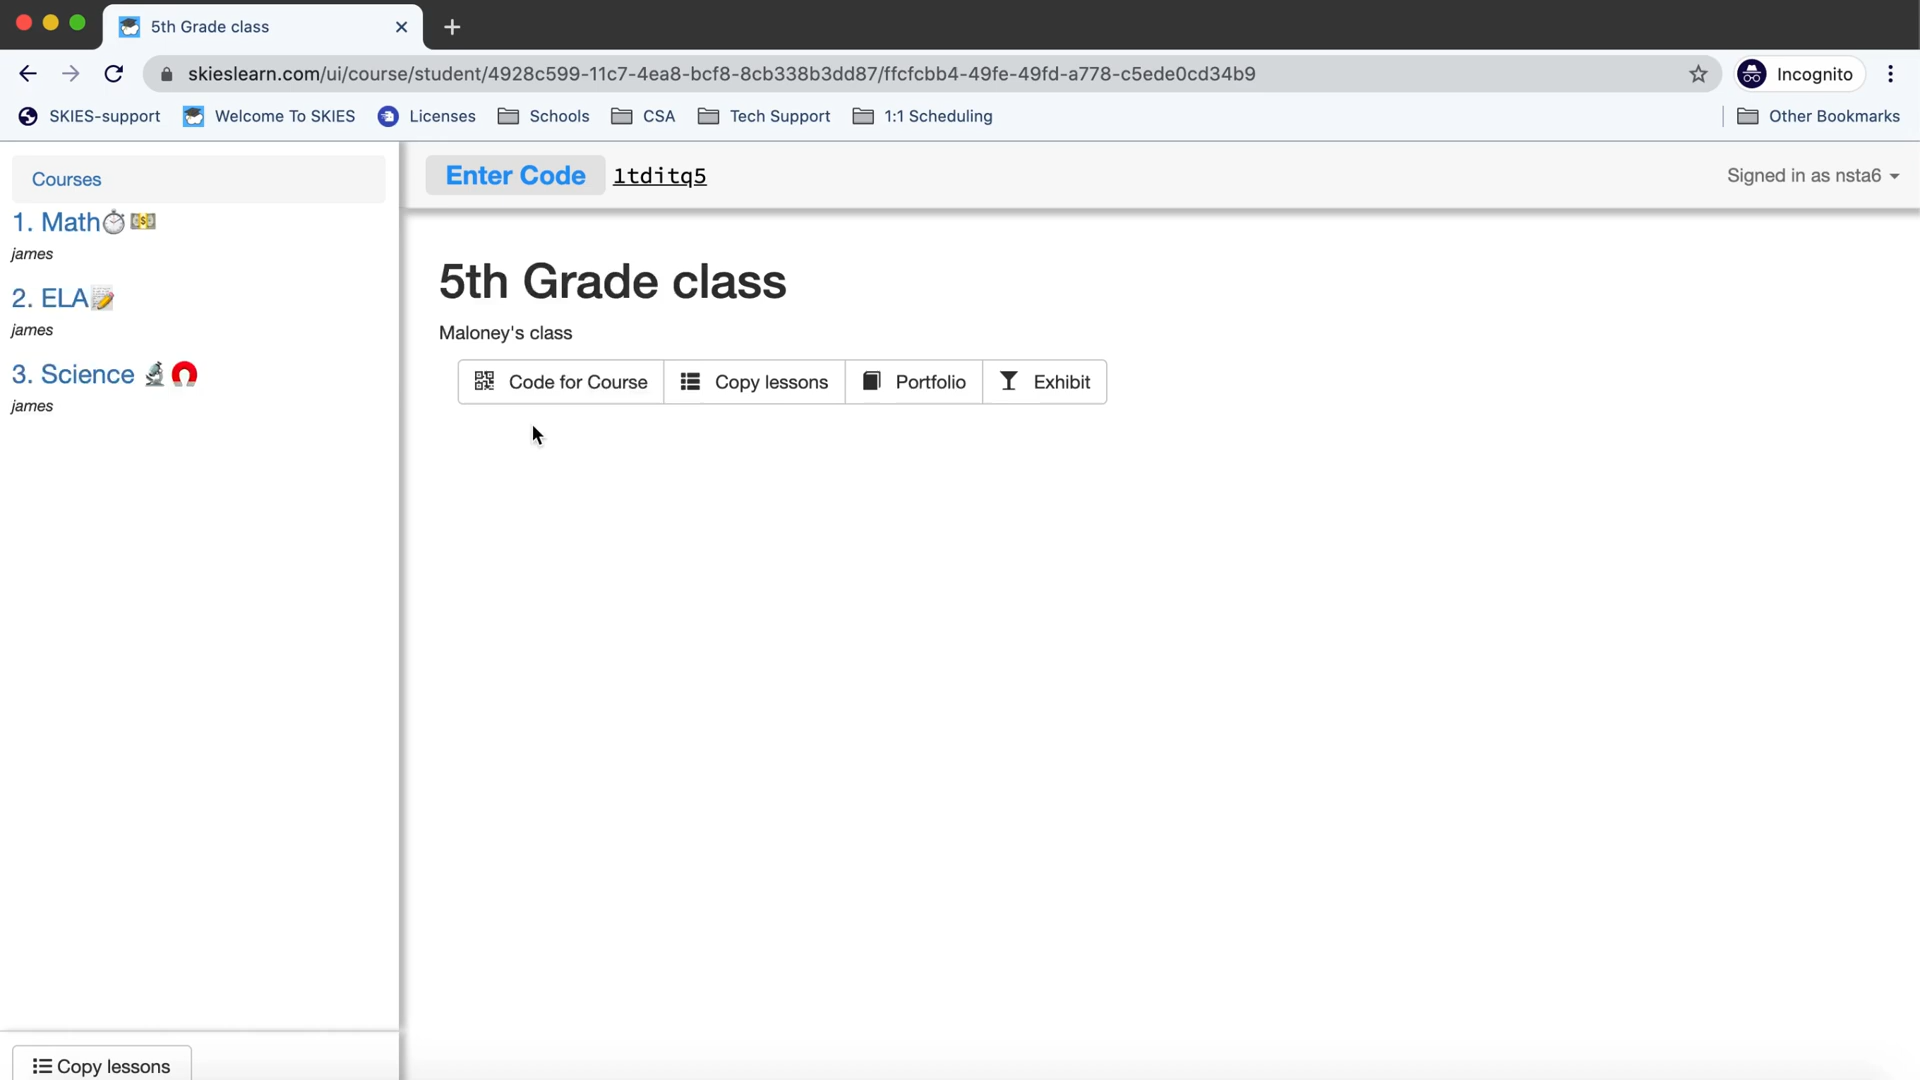 5th Grade class
skieslearn.com/ui/course/student/4928c599-11c7-4ea8-bcf8-8cb338b3dd87/ffcfcbb4-49fe-49fd-a778-c5ede0cd34b9
Incognito
SKIES-support Welcome To SKIES Licenses Schools CSA Tech Support 1:1 Scheduling Other Bookmarks
Courses
1. Math
james
2. ELA
james
3. Science
james
Copy lessons
Enter Code 1tditq5 Signed in as nsta6
5th Grade class
Maloney's class
Code for Course Copy lessons Portfolio Exhibit